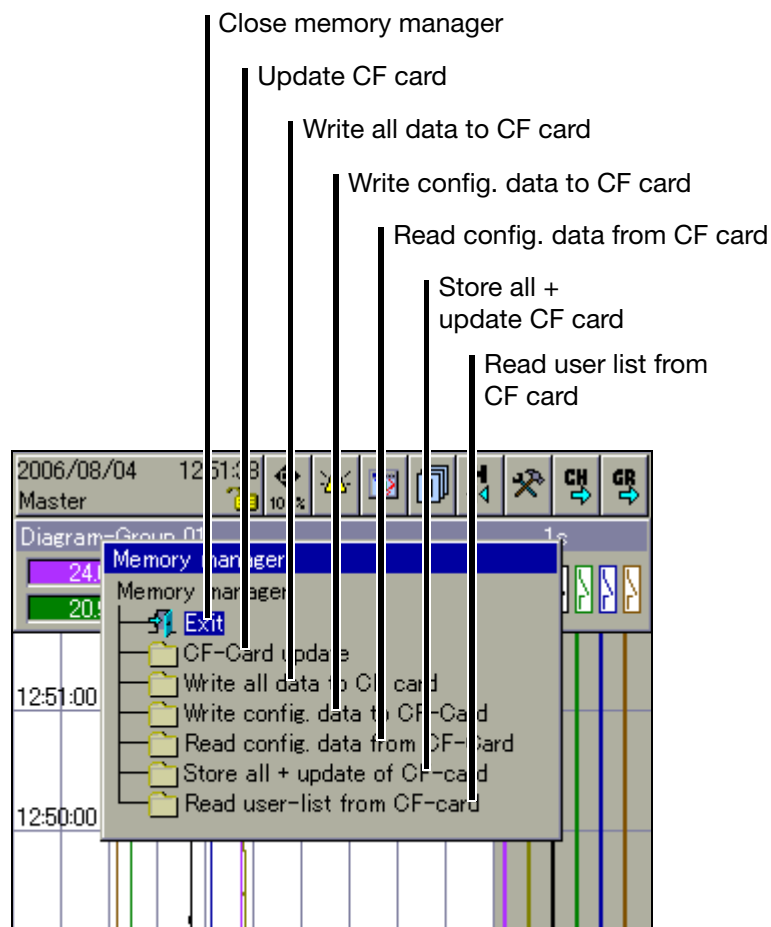 Close memory manager
Update CF card
Write all data to CF card
Write config. data to CF card
Read config. data from CF card
Store all +
update CF card
Read user list from
CF card
2006/08/04
Master
CH
GR
Diagram-Group 01
1s
Memory manager
Memory manager
Exit
CF-Card update
Write all data to CF card
Write config. data to CF-Card
Read config. data from CF-Card
Store all + update of CF-card
Read user-list from CF-card
12:51:00
12:50:00